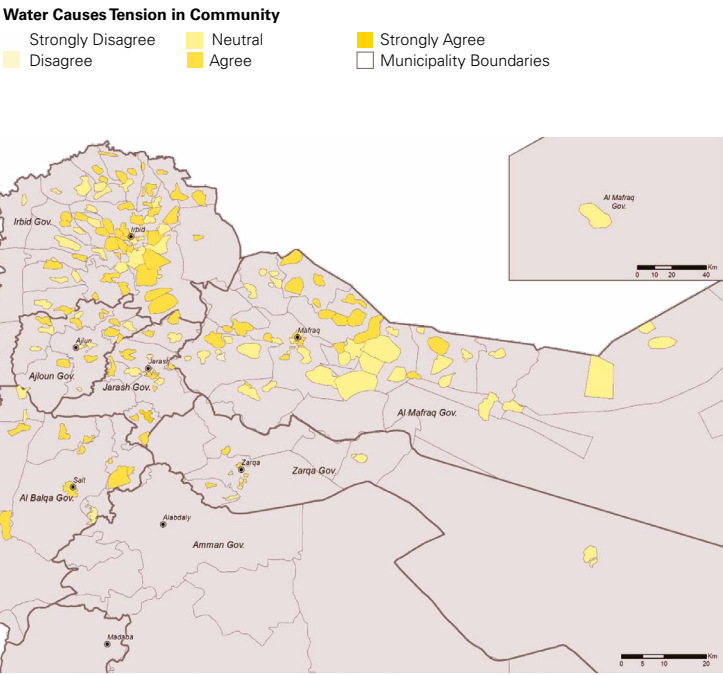 Water Causes Tension in Community
Strongly Disagree Neutral Strongly Agree
Disagree Agree Municipality Boundaries
Al Mafraq
Gov.
Km
0 10 20 40
Irbid Gov.
Irbid
Mafraq
Ajlun
Jarash
Ajloun Gov.
Jarash Gov.
Al Mafraq Gov.
Zarqa
Zarqa Gov.
Salt
Al Balqa Gov.
Alabdaly
Amman Gov.
Madaba
Km
0 5 10 20